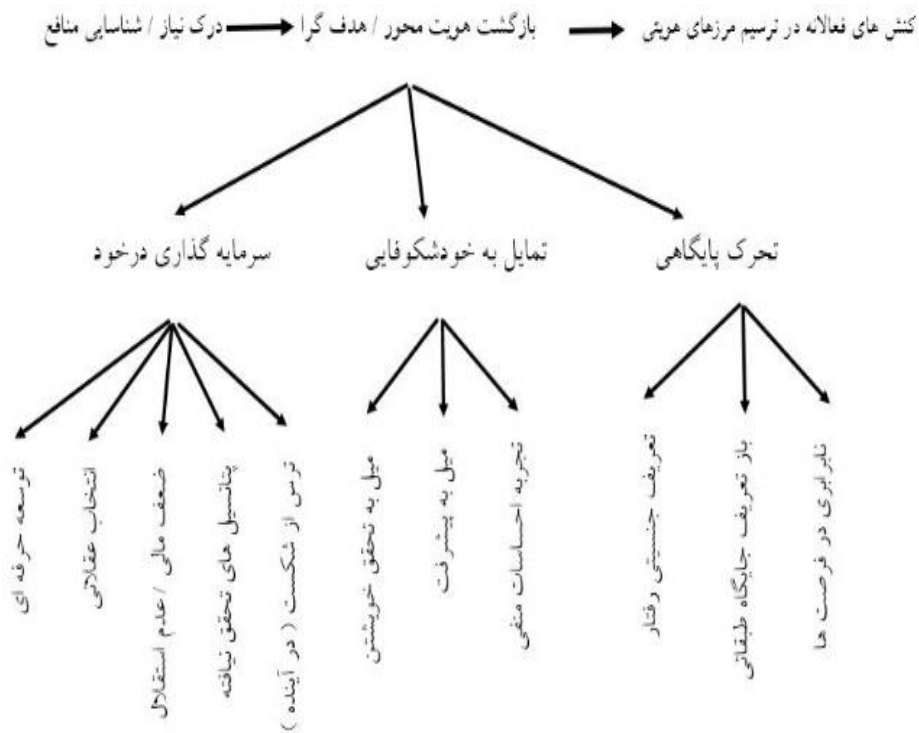 درک نیاز / شناسایی منافع
بازگشت هویت محور / هدف گرا
کنش های فعالانه در ترسیم مرزهای هویتی
تحرک پایگاهی
تمایل به خودشکوفایی
سرمایه گذاری درخود
نابرابری در فرصت ها
باز تعریف جایگاه طبقاتی
تعریف جنسیتی رفتار
تجربه احساسات منفی
میل به پیشرفت
میل به تحقق خویشتن
ترس از شکست ( در آینده )
پتانسیل های تحقق نیافته
ضعف مالی / عدم استقلال
انتخاب عقلانی
توسعه حرفه ای